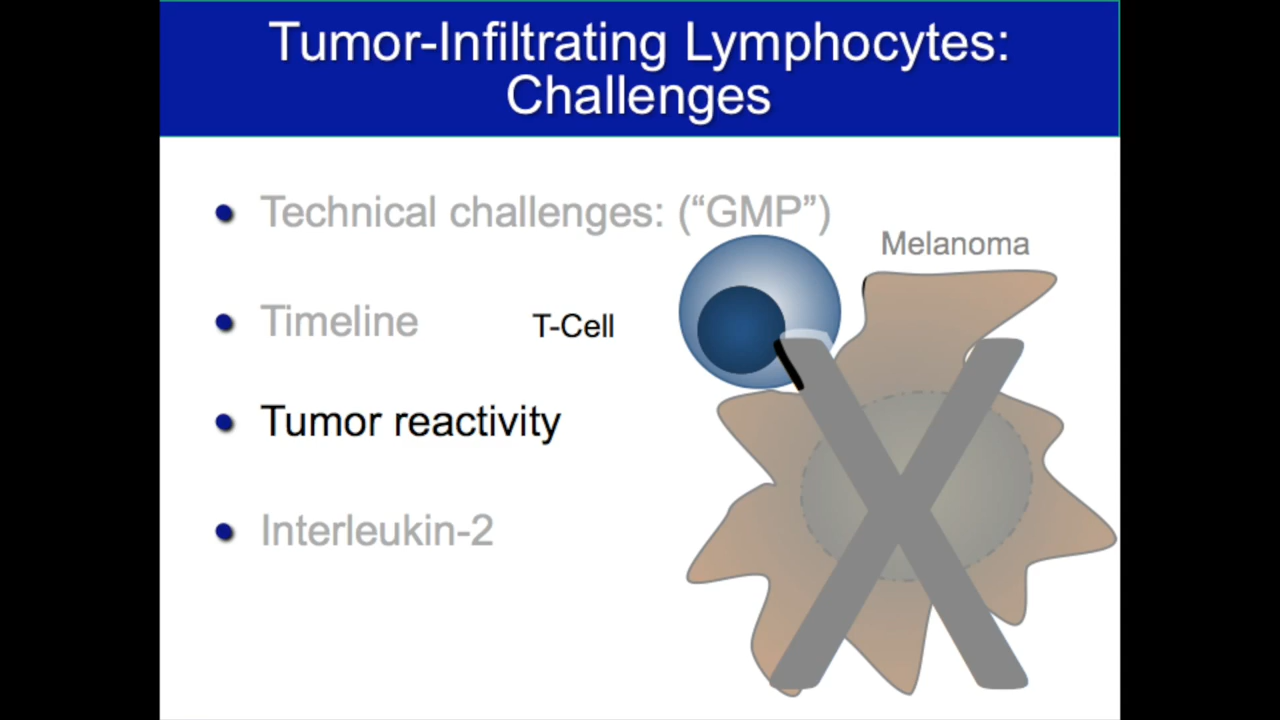 Tumor-Infiltrating Lymphocytes:
Challenges
Technical challenges: (“GMP”)
Melanoma
Timeline
T-Cell
Tumor reactivity
Interleukin-2